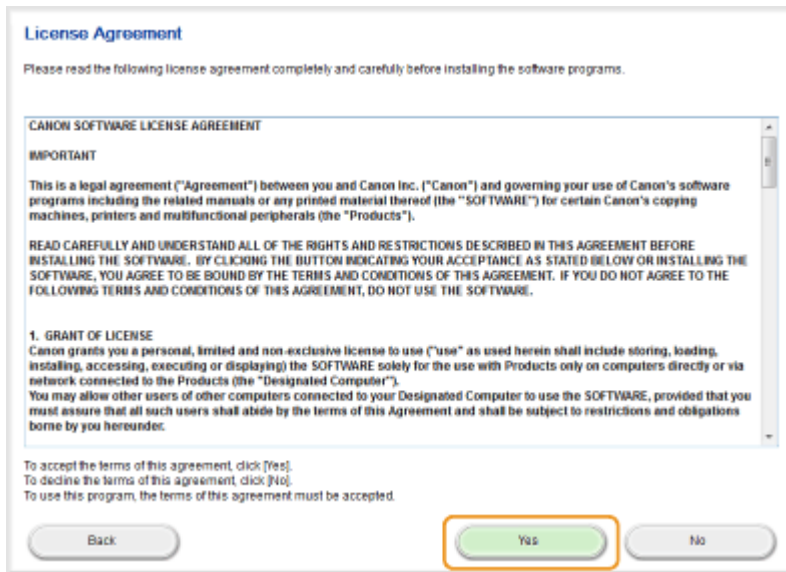 License Agreement
Please read the following license agreement completely and carefully before installing the software programs.
CANON SOFTWARE LICENSE AGREEMENT
IMPORTANT
This is a legal agreement ("Agreement") between you and Canon Inc. ("Canon") and governing your use of Canon's software
programs including the related manuals or any printed material thereof (the "SOFTWARE") for certain Canon's copying
machines, printers and multifunctional peripherals (the "Products").
READ CAREFULLY AND UNDERSTAND ALL OF THE RIGHTS AND RESTRICTIONS DESCRIBED IN THIS AGREEMENT BEFORE
INSTALLING THE SOFTWARE. BY CLICKING THE BUTTON INDICATING YOUR ACCEPTANCE AS STATED BELOW OR INSTALLING THE
SOFTWARE, YOU AGREE TO BE BOUND BY THE TERMS AND CONDITIONS OF THIS AGREEMENT. IF YOU DO NOT AGREE TO THE
FOLLOWING TERMS AND CONDITIONS OF THIS AGREEMENT, DO NOT USE THE SOFTWARE.
1. GRANT OF LICENSE
Canon grants you a personal, limited and non-exclusive license to use ("use" as used herein shall include storing, loading,
installing, accessing, executing or displaying) the SOFTWARE solely for the use with Products only on computers directly or via
network connected to the Products (the "Designated Computer").
You may allow other users of other computers connected to your Designated Computer to use the SOFTWARE, provided that you
must assure that all such users shall abide by the terms of this Agreement and shall be subject to restrictions and obligations
borne by you hereunder.
To accept the terms of this agreement, click [Yes].
To decline the terms of this agreement, click [No].
To use this program, the terms of this agreement must be accepted.
Back Yes No